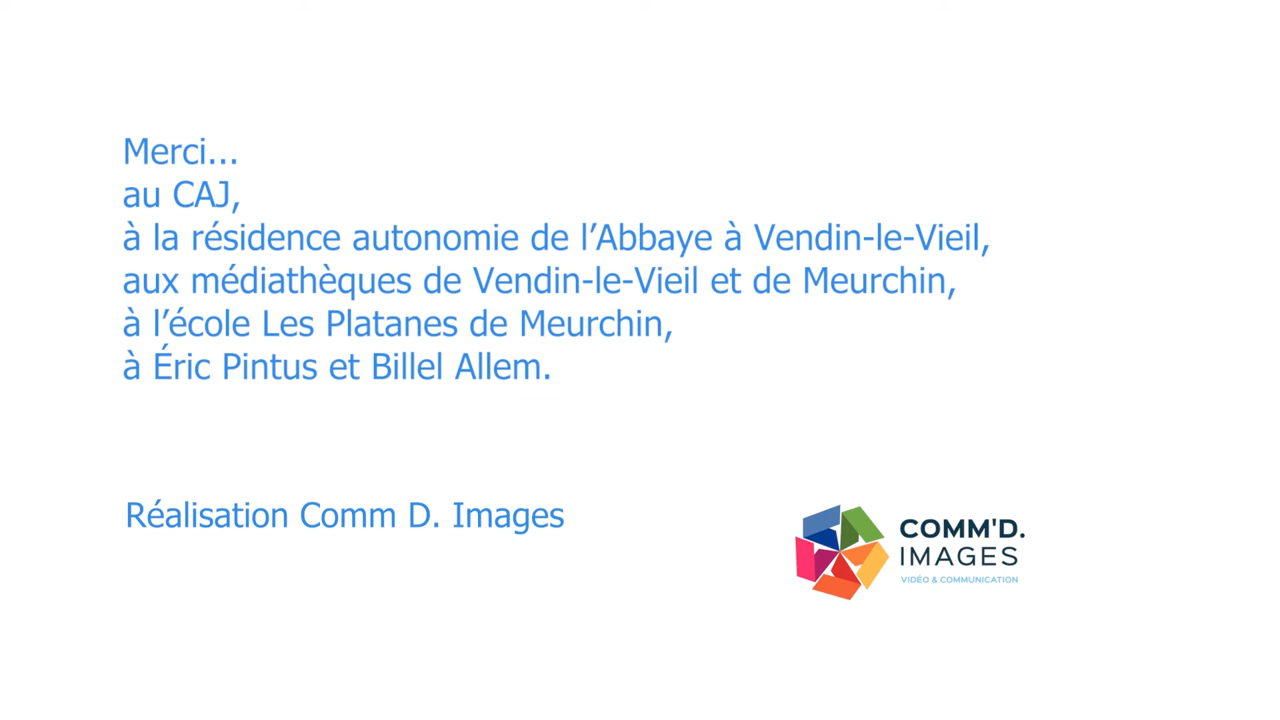 Merci...
au CAJ,
à la résidence autonomie de l’Abbaye à Vendin-le-Vieil,
aux médiathèques de Vendin-le-Vieil et de Meurchin,
à l’école Les Platanes de Meurchin,
à Éric Pintus et Billel Allem.
Réalisation Comm D. Images
COMM'D.
IMAGES
VIDÉO & COMMUNICATION